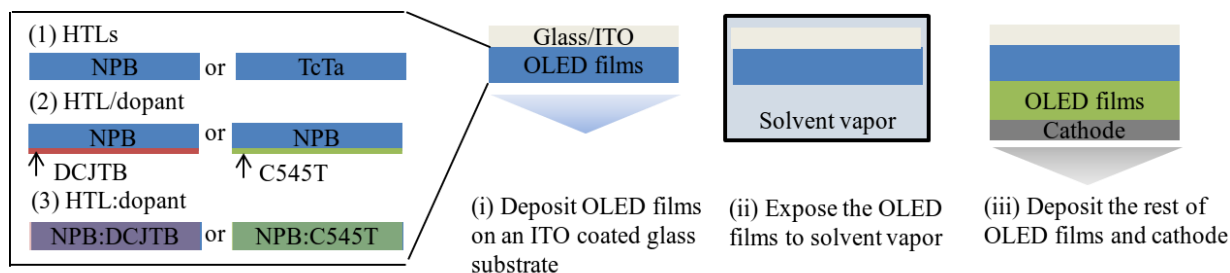 (1) HTLs
NPB or TcTa
(2) HTL/dopant
NPB or NPB
DCJTB C545T
(3) HTL:dopant
NPB:DCJTB or NPB:C545T
Glass/ITO
OLED films
(i) Deposit OLED films
on an ITO coated glass
substrate
Solvent vapor
(ii) Expose the OLED
films to solvent vapor
OLED films
Cathode
(iii) Deposit the rest of
OLED films and cathode